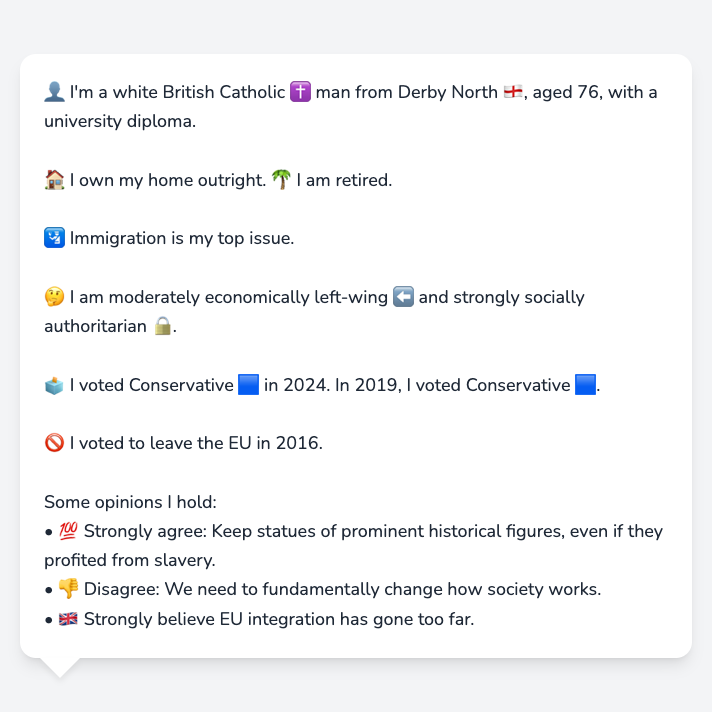 👤 I'm a white British Catholic ✝️ man from Derby North 🏴󠁧󠁢󠁥󠁮󠁧󠁿, aged 76, with a
university diploma.
🏠 I own my home outright. 🌴 I am retired.
🛂 Immigration is my top issue.
🤔 I am moderately economically left-wing ⬅️ and strongly socially
authoritarian 🔒.
🗳️ I voted Conservative 🟦 in 2024. In 2019, I voted Conservative 🟦.
🚫 I voted to leave the EU in 2016.
Some opinions I hold:
• 💯 Strongly agree: Keep statues of prominent historical figures, even if they
profited from slavery.
• 👎 Disagree: We need to fundamentally change how society works.
• 🇬🇧 Strongly believe EU integration has gone too far.